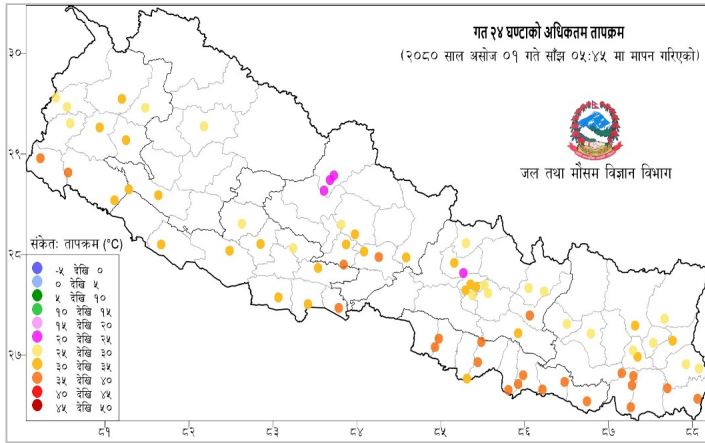 गत २४ घण्टाको अधिकतम तापक्रम
(२०८० साल असोज ०१ गते साँझ ०५:४५ मा मापन गरिएको)
जल तथा मौसम विज्ञान विभाग
३०
२९
२८
२७
संकेतः तापक्रम (°C)
-५ देखि ०
० देखि ५
५ देखि १०
१० देखि १५
१५ देखि २०
२० देखि २५
२५ देखि ३०
३० देखि ३५
३५ देखि ४०
४० देखि ४५
४५ देखि ५०
८१ ८२ ८३ ८४ ८५ ८६ ८७ ८८